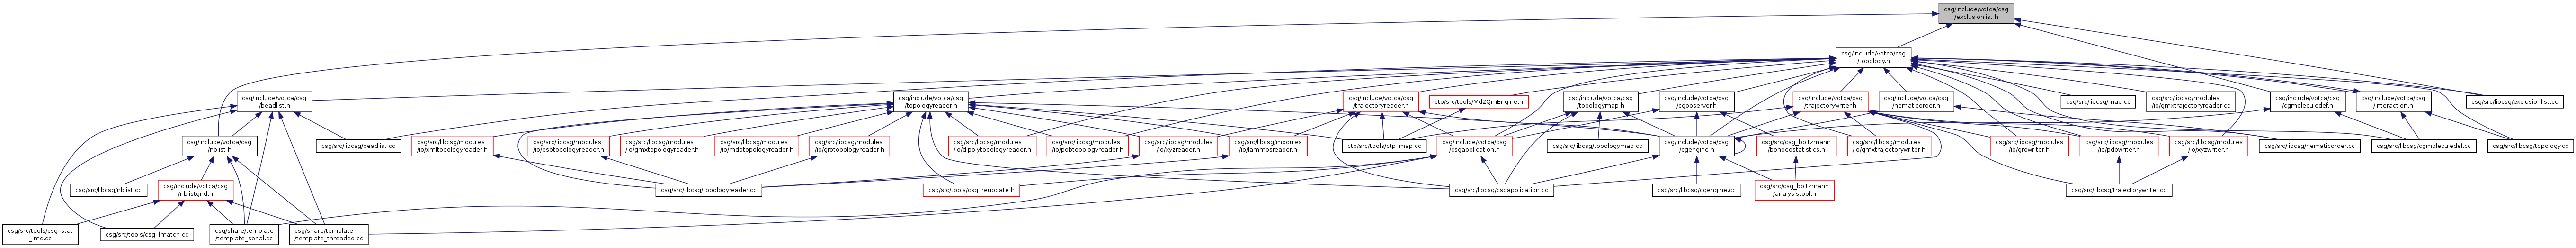 csg/include/votca/csg
/exclusionlist.h
csg/include/votca/csg
/topology.h
csg/include/votca/csg
/beadlist.h
csg/include/votca/csg
/topologyreader.h
csg/include/votca/csg
/trajectoryreader.h
ctp/src/tools/Md2QmEngine.h
csg/include/votca/csg
/topologymap.h
csg/include/votca/csg
/cgobserver.h
csg/include/votca/csg
/trajectorywriter.h
csg/include/votca/csg
/nematicorder.h
csg/src/libcsg/map.cc
csg/src/libcsg/modules
/io/gmxtrajectoryreader.cc
csg/include/votca/csg
/cgmoleculedef.h
csg/include/votca/csg
/interaction.h
csg/src/libcsg/exclusionlist.cc
csg/include/votca/csg
/nblist.h
csg/src/libcsg/beadlist.cc
csg/src/libcsg/modules
/io/xmltopologyreader.h
csg/src/libcsg/modules
/io/esptopologyreader.h
csg/src/libcsg/modules
/io/gmxtopologyreader.h
csg/src/libcsg/modules
/io/mdptopologyreader.h
csg/src/libcsg/modules
/io/grotopologyreader.h
csg/src/libcsg/modules
/io/dlpolytopologyreader.h
csg/src/libcsg/modules
/io/pdbtopologyreader.h
csg/src/libcsg/modules
/io/xyzreader.h
csg/src/libcsg/modules
/io/lammpsreader.h
ctp/src/tools/ctp_map.cc
csg/include/votca/csg
/csgapplication.h
csg/src/libcsg/topologymap.cc
csg/include/votca/csg
/cgengine.h
csg/src/csg_boltzmann
/bondedstatistics.h
csg/src/libcsg/modules
/io/gmxtrajectorywriter.h
csg/src/libcsg/modules
/io/growriter.h
csg/src/libcsg/modules
/io/pdbwriter.h
csg/src/libcsg/modules
/io/xyzwriter.h
csg/src/libcsg/nematicorder.cc
csg/src/libcsg/cgmoleculedef.cc
csg/src/libcsg/topology.cc
csg/src/libcsg/nblist.cc
csg/include/votca/csg
/nblistgrid.h
csg/src/libcsg/topologyreader.cc
csg/src/tools/csg_reupdate.h
csg/src/libcsg/csgapplication.cc
csg/src/libcsg/cgengine.cc
csg/src/csg_boltzmann
/analysistool.h
csg/src/libcsg/trajectorywriter.cc
csg/src/tools/csg_stat
_imc.cc
csg/src/tools/csg_fmatch.cc
csg/share/template
/template_serial.cc
csg/share/template
/template_threaded.cc